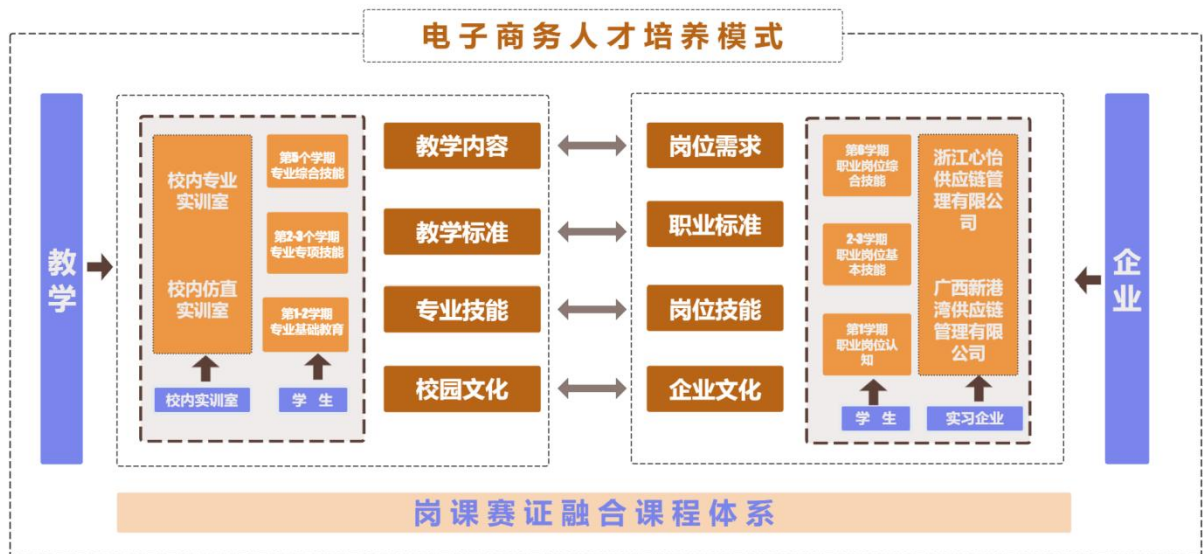 电子商务人才培养模式
教学
校内专业
实训室
校内仿直
实训室
校内实训室
第5个学期
专业综合技能
第2-3个学期
专业专项技能
第1-2学期
专业基础教育
学 生
教学内容
教学标准
专业技能
校园文化
岗位需求
职业标准
岗位技能
企业文化
第6学期
职业岗位综
合技能
2-3学期
职业岗位基
本技能
第1学期
职业岗位认
知
学 生
浙江心怡
供应链管
理有限公
司
广西新港
湾供应链
管理有限
公司
实习企业
企业
岗课赛证融合课程体系